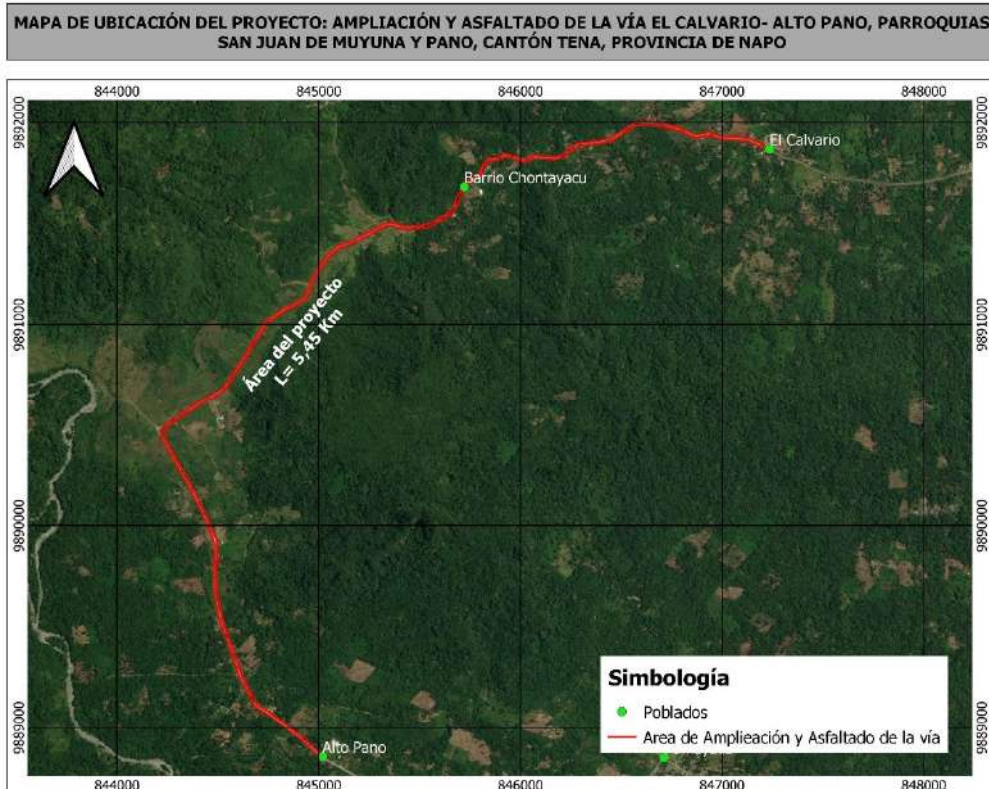 MAPA DE UBICACIÓN DEL PROYECTO: AMPLIACIÓN Y ASFALTADO DE LA VÍA EL CALVARIO- ALTO PANO, PARROQUIAS
SAN JUAN DE MUYUNA Y PANO, CANTÓN TENA, PROVINCIA DE NAPO
844000 845000 846000 847000 848000
9892000 9892000
El Calvario
Barrio Chontayacu
9891000 9891000
Área del proyecto
L= 5,45 Km
9890000 9890000
Simbología
Poblados
Area de Amplieación y Asfaltado de la vía
9889000 9889000
Alto Pano
844000 845000 846000 847000 848000